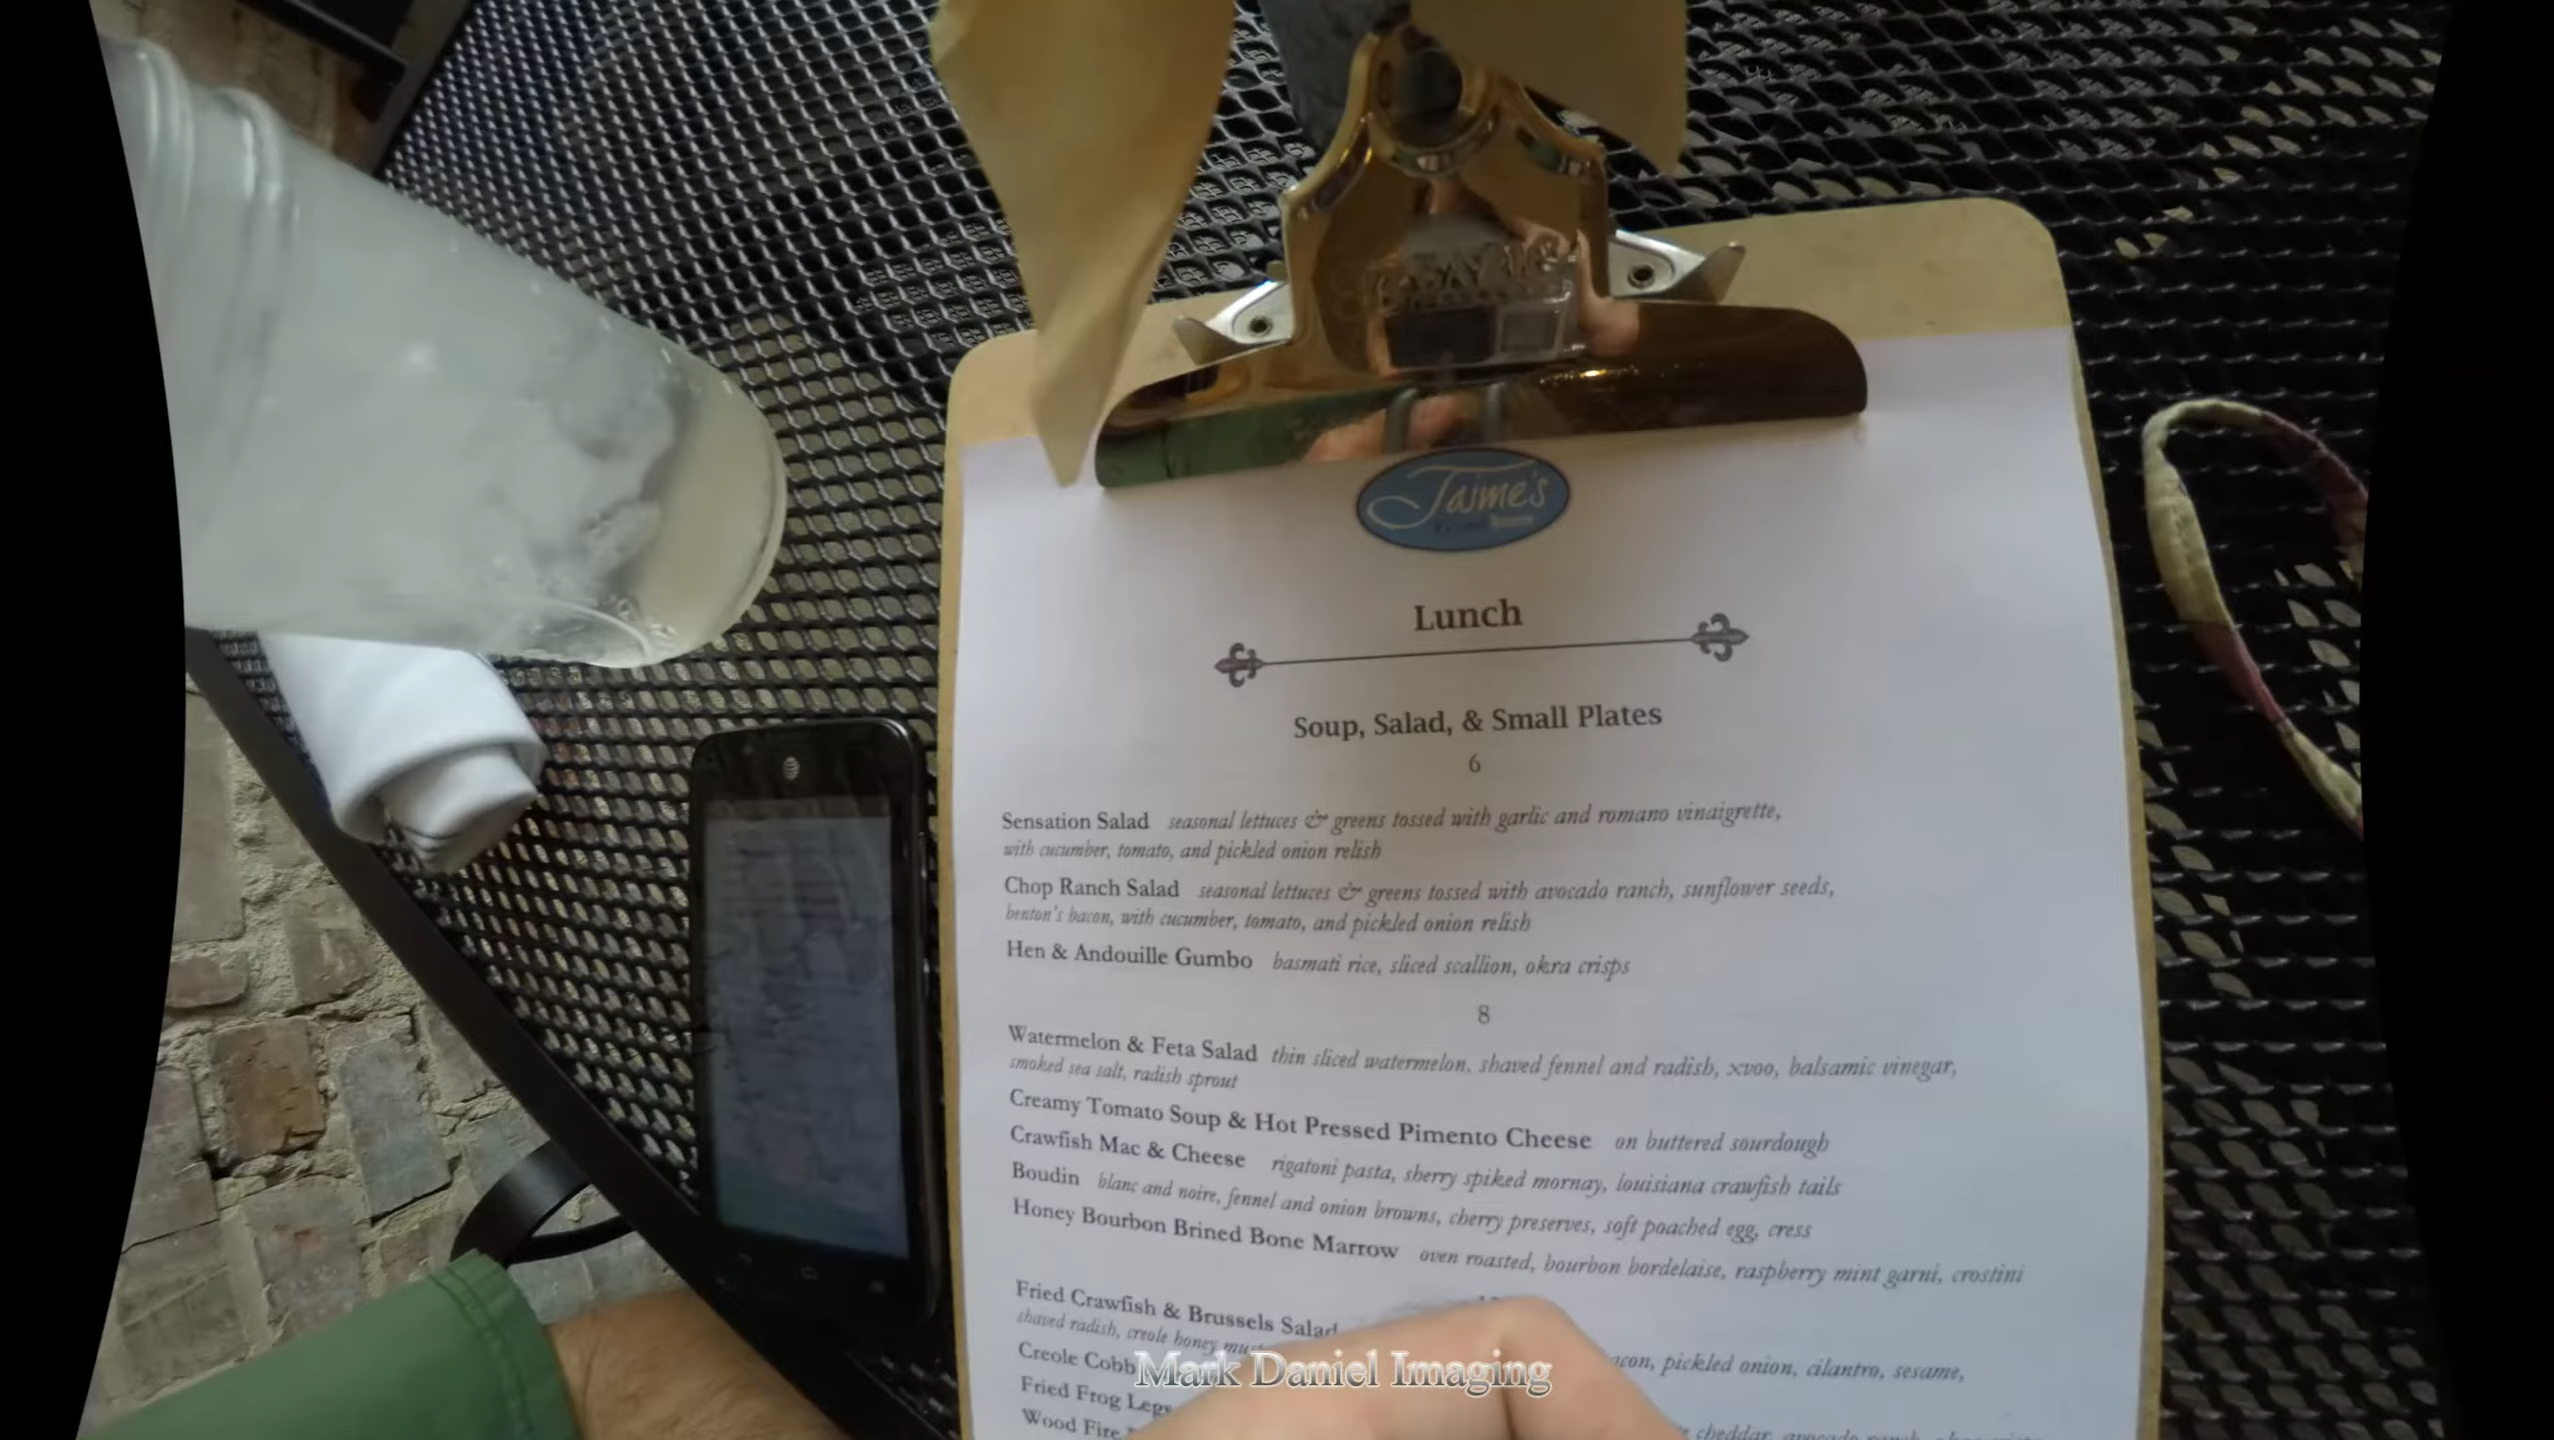 Jaime's
Lunch
Soup, Salad, & Small Plates
6
Sensation Salad seasonal lettuces & greens tossed with garlic and romano vinaigrette,
with cucumber, tomato, and pickled onion relish
Chop Ranch Salad seasonal lettuces & greens tossed with avocado ranch, sunflower seeds,
benton's bacon, with cucumber, tomato, and pickled onion relish
Hen & Andouille Gumbo basmati rice, sliced scallion, okra crisps
8
Watermelon & Feta Salad thin sliced watermelon, shaved fennel and radish, xvoo, balsamic vinegar,
smoked sea salt, radish sprout
Creamy Tomato Soup & Hot Pressed Pimento Cheese on buttered sourdough
Crawfish Mac & Cheese rigatoni pasta, sherry spiked mornay, louisiana crawfish tails
Boudin blanc and noire, fennel and onion browns, cherry preserves, soft poached egg, cress
Honey Bourbon Brined Bone Marrow oven roasted, bourbon bordelaise, raspberry mint garni, crostini
Fried Crawfish & Brussels Salad
pickled onion, cilantro, sesame,
shaved radish, creole honey
Creole Cobb
cheddar, avocado
Fried Frog Legs
Wood Fire
Mark Daniel Imaging